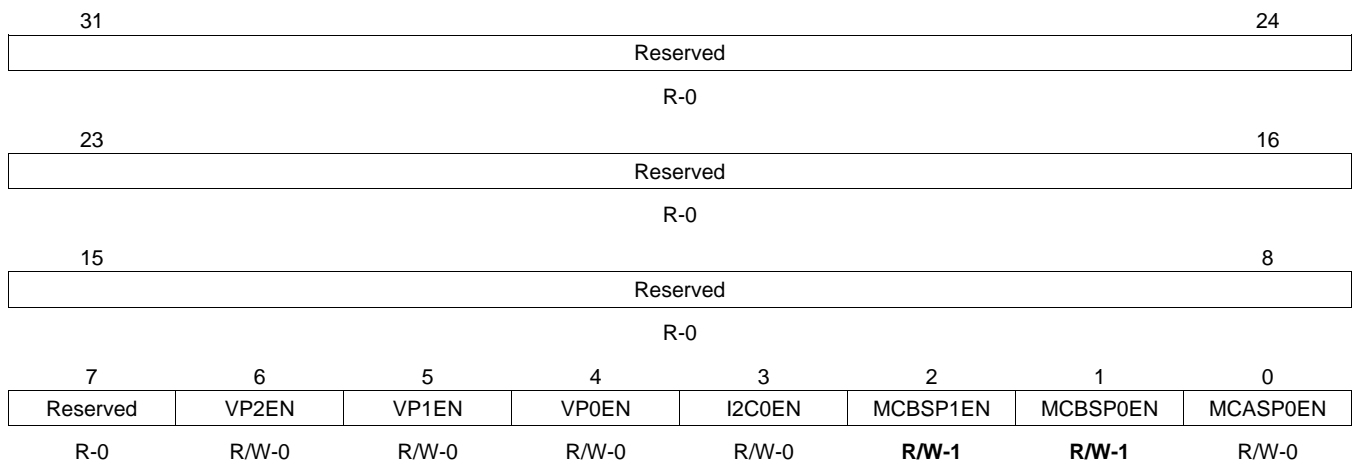 31 24
Reserved
R-0
23 16
Reserved
R-0
15 8
Reserved
R-0
7 6 5 4 3 2 1 0
Reserved VP2EN VP1EN VP0EN I2C0EN MCBSP1EN MCBSP0EN MCASP0EN
R-0 R/W-0 R/W-0 R/W-0 R/W-0 R/W-1 R/W-1 R/W-0